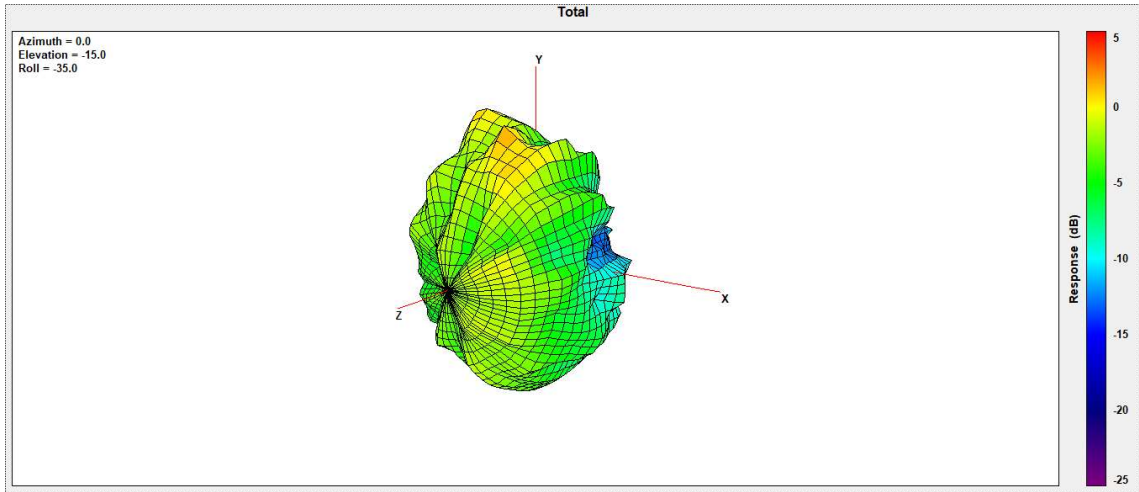 Total
Azimuth = 0.0
Elevation = -15.0
Roll = -35.0
Y
X
Z
5
0
-5
-10
-15
-20
-25
Response (dB)